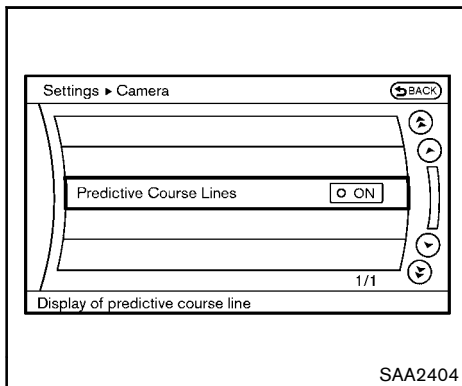 Settings ▸ Camera
BACK
Predictive Course Lines
ON
1/1
Display of predictive course line
SAA2404